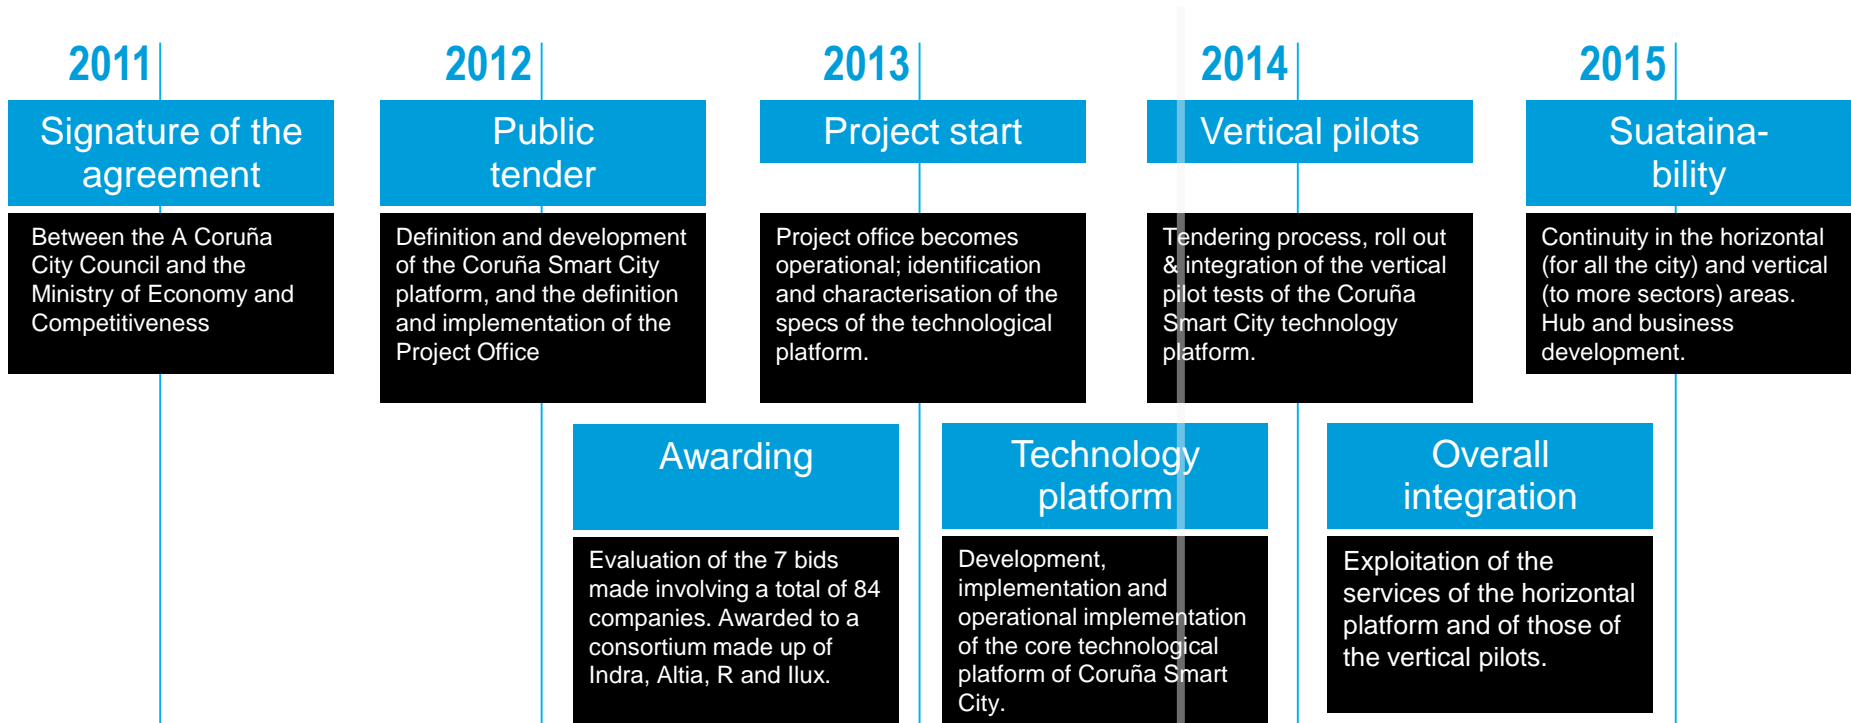 2011
Signature of the
agreement
Between the A Coruña
City Council and the
Ministry of Economy and
Competitiveness
2012
Public
tender
Definition and development
of the Coruña Smart City
platform, and the definition
and implementation of the
Project Office
Awarding
Evaluation of the 7 bids
made involving a total of 84
companies. Awarded to a
consortium made up of
Indra, Altia, R and Ilux.
2013
Project start
Project office becomes
operational; identification
and characterisation of the
specs of the technological
platform.
Technology
platform
Development,
implementation and
operational implementation
of the core technological
platform of Coruña Smart
City.
2014
Vertical pilots
Tendering process, roll out
& integration of the vertical
pilot tests of the Coruña
Smart City technology
platform.
Overall
integration
Exploitation of the
services of the horizontal
platform and of those of
the vertical pilots.
2015
Suataina-
bility
Continuity in the horizontal
(for all the city) and vertical
(to more sectors) areas.
Hub and business
development.